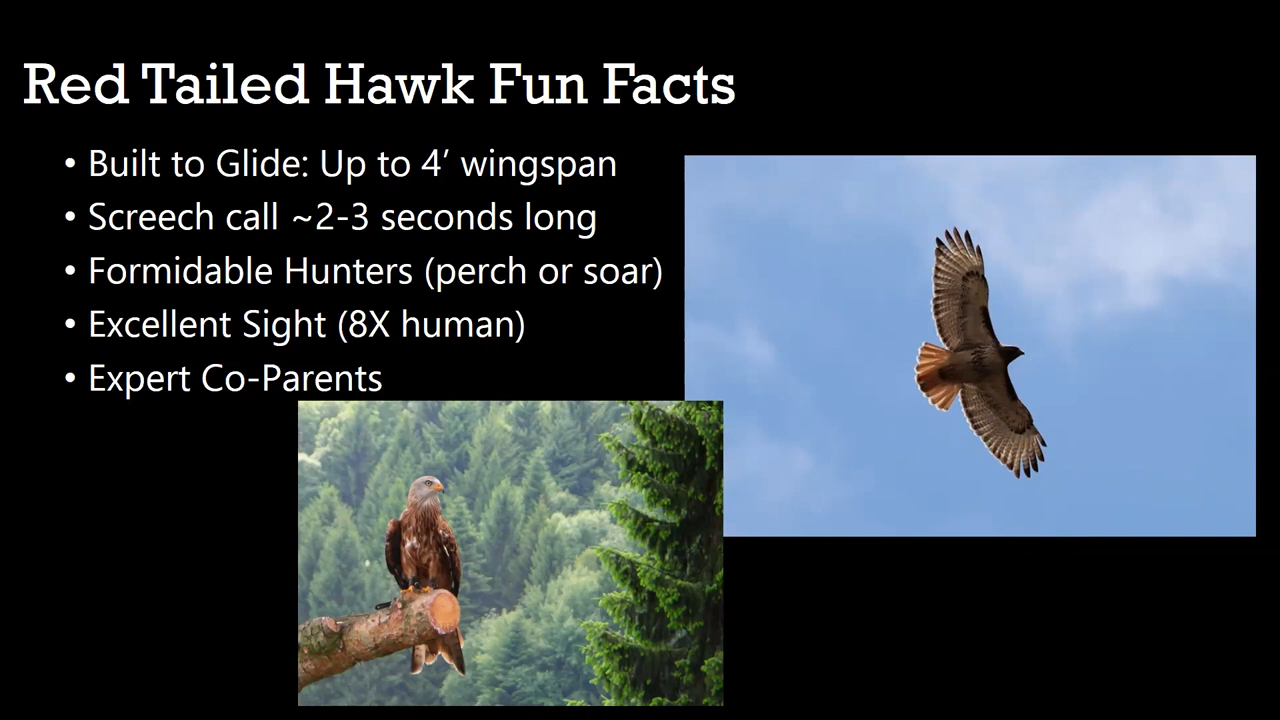 Red Tailed Hawk Fun Facts
• Built to Glide: Up to 4’ wingspan
• Screech call ~2-3 seconds long
• Formidable Hunters (perch or soar)
• Excellent Sight (8X human)
• Expert Co-Parents